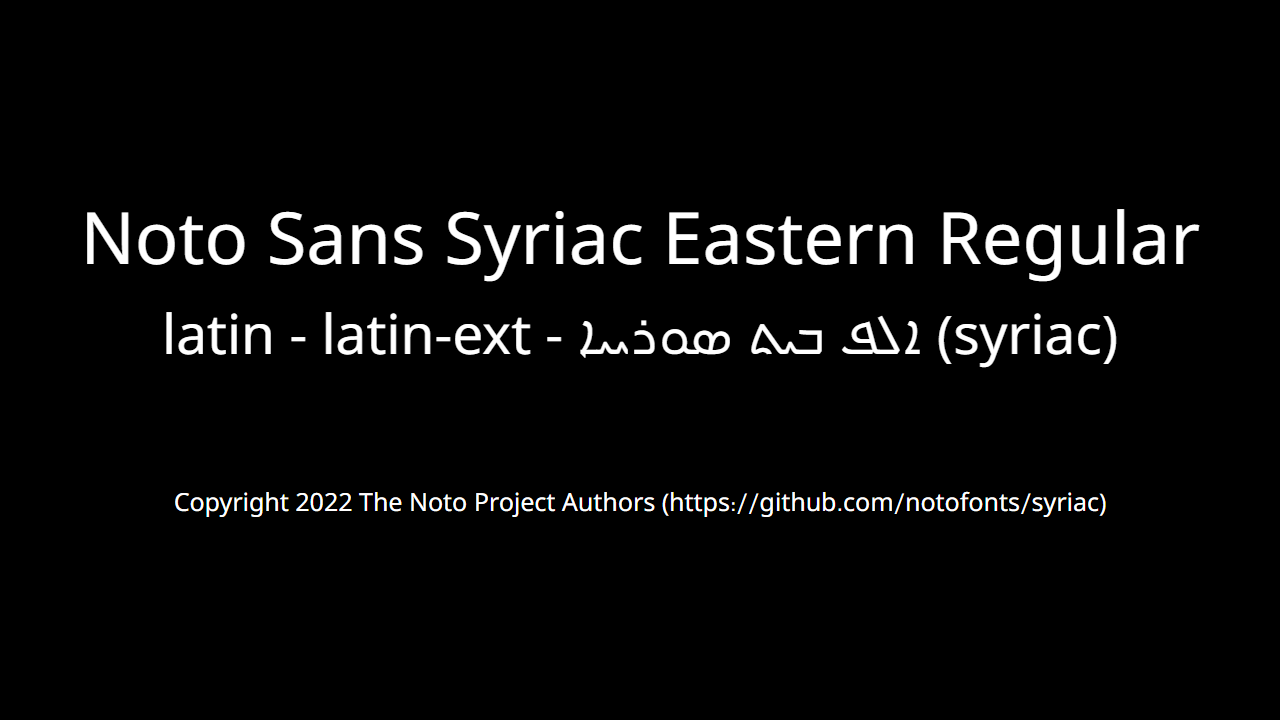 Noto Sans Syriac Eastern Regular
latin - latin-ext - ܐܠܦ ܒܝܬ ܣܘܪܝܝܐ (syriac)
Copyright 2022 The Noto Project Authors (https://github.com/notofonts/syriac)